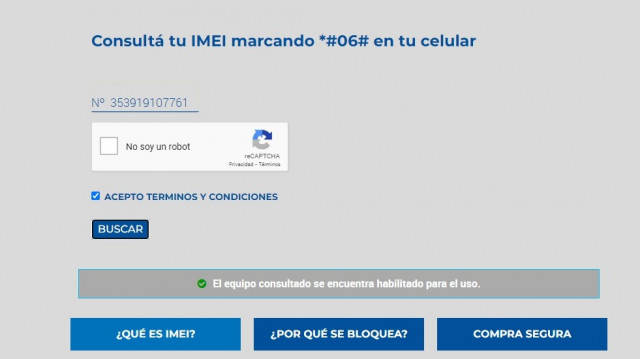 Consultá tu IMEI marcando *#06# en tu celular
Nº 353919107761
No soy un robot
reCAPTCHA
Privacidad - Términos
ACEPTO TERMINOS Y CONDICIONES
BUSCAR
El equipo consultado se encuentra habilitado para el uso.
¿QUÉ ES IMEI?
¿POR QUÉ SE BLOQUEA?
COMPRA SEGURA